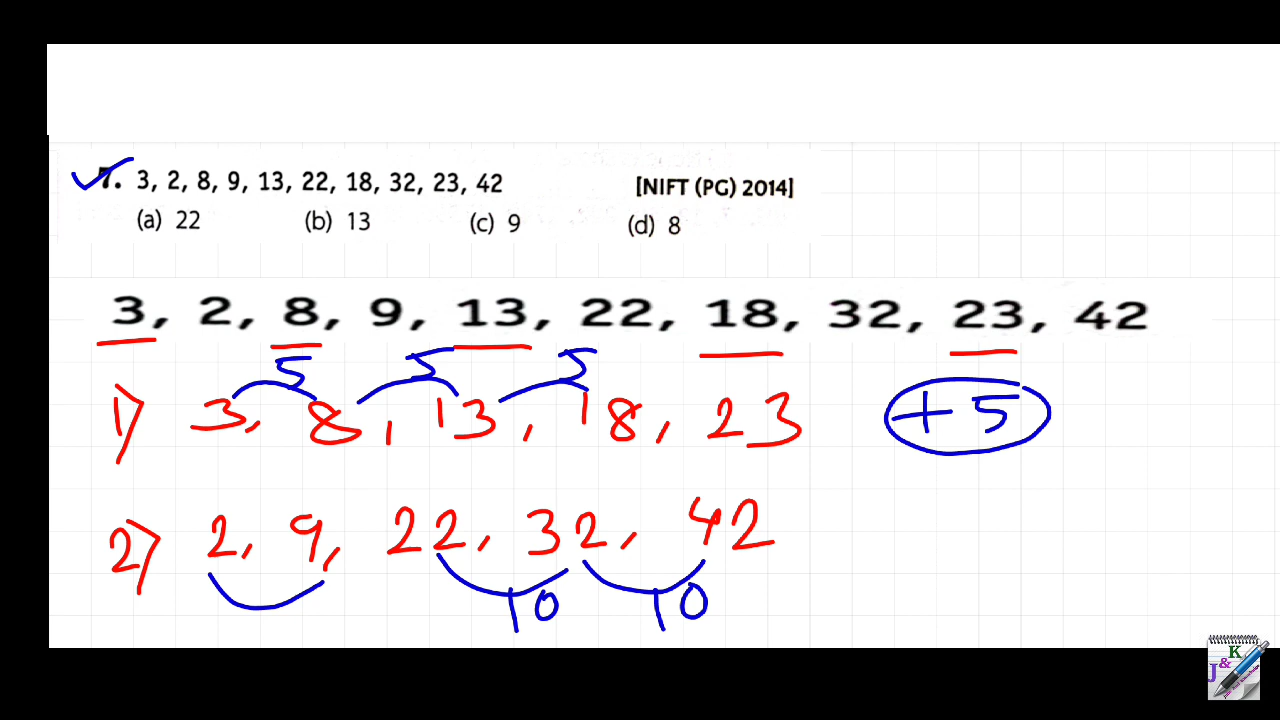 7. 3, 2, 8, 9, 13, 22, 18, 32, 23, 42 [NIFT (PG) 2014]
(a) 22 (b) 13 (c) 9 (d) 8
3, 2, 8, 9, 13, 22, 18, 32, 23, 42
5 5 5
1) 3, 8, 13, 18, 23 +5
2) 2, 9, 22, 32, 42
10 10
J & K